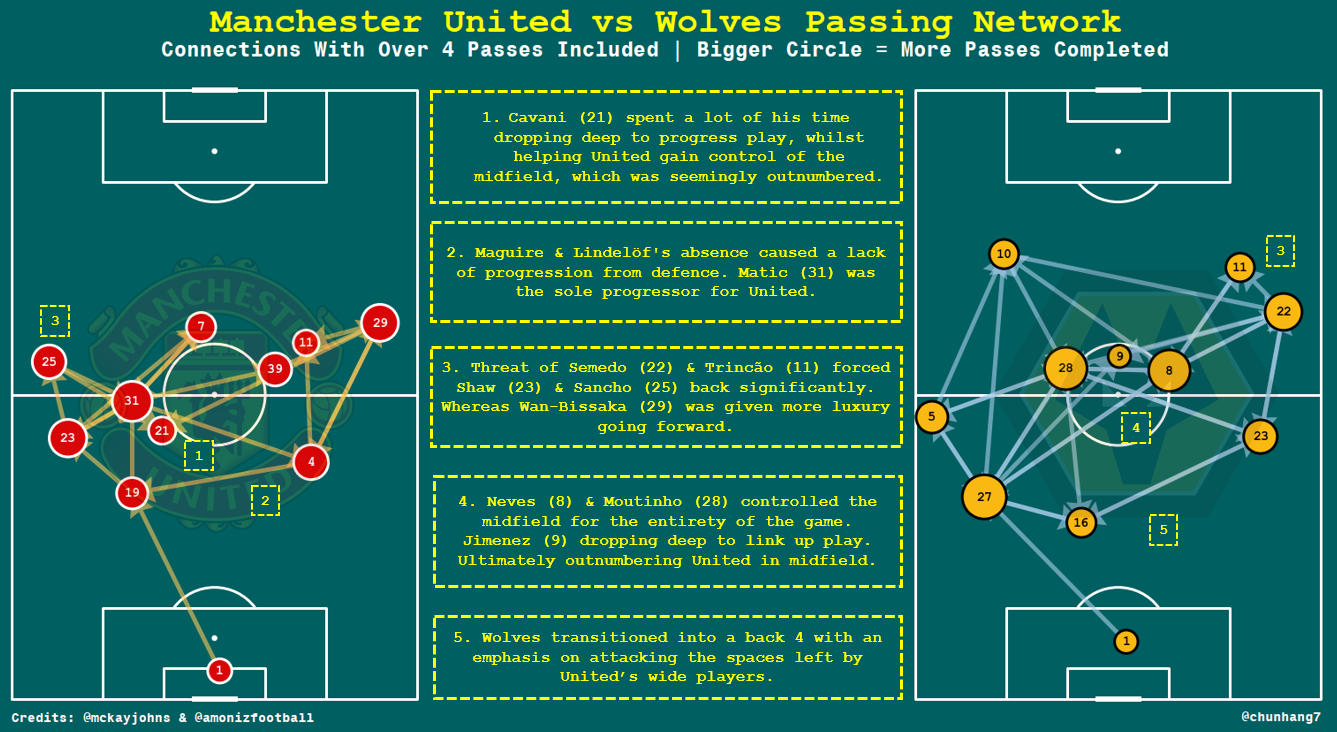 Manchester United vs Wolves Passing Network
Connections With Over 4 Passes Included | Bigger Circle = More Passes Completed
MANCHESTER
UNITED
3
7
29
11
25
39
31
21
23
1
4
19
2
1
1. Cavani (21) spent a lot of his time
dropping deep to progress play, whilst
helping United gain control of the
midfield, which was seemingly outnumbered.
2. Maguire & Lindelöf's absence caused a lack
of progression from defence. Matic (31) was
the sole progressor for United.
3. Threat of Semedo (22) & Trincão (11) forced
Shaw (23) & Sancho (25) back significantly.
Whereas Wan-Bissaka (29) was given more luxury
going forward.
4. Neves (8) & Moutinho (28) controlled the
midfield for the entirety of the game.
Jimenez (9) dropping deep to link up play.
Ultimately outnumbering United in midfield.
5. Wolves transitioned into a back 4 with an
emphasis on attacking the spaces left by
United’s wide players.
10
3
11
22
9
28
8
5
4
23
27
16
5
1
Credits: @mckayjohns & @amonizfootball
@chunhang7